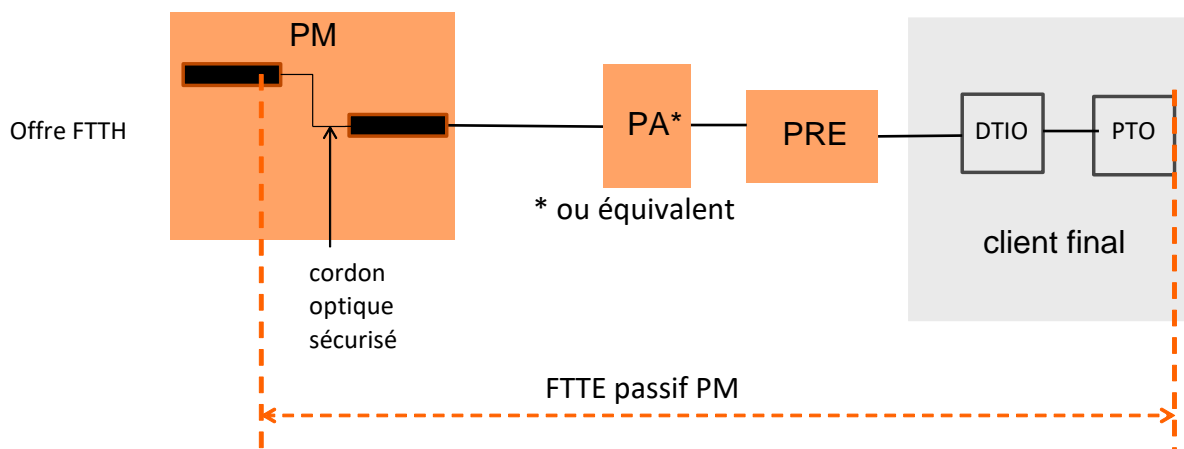 PM
Offre FTTH
PA*
PRE
DTIO
PTO
* ou équivalent
client final
cordon
optique
sécurisé
FTTE passif PM